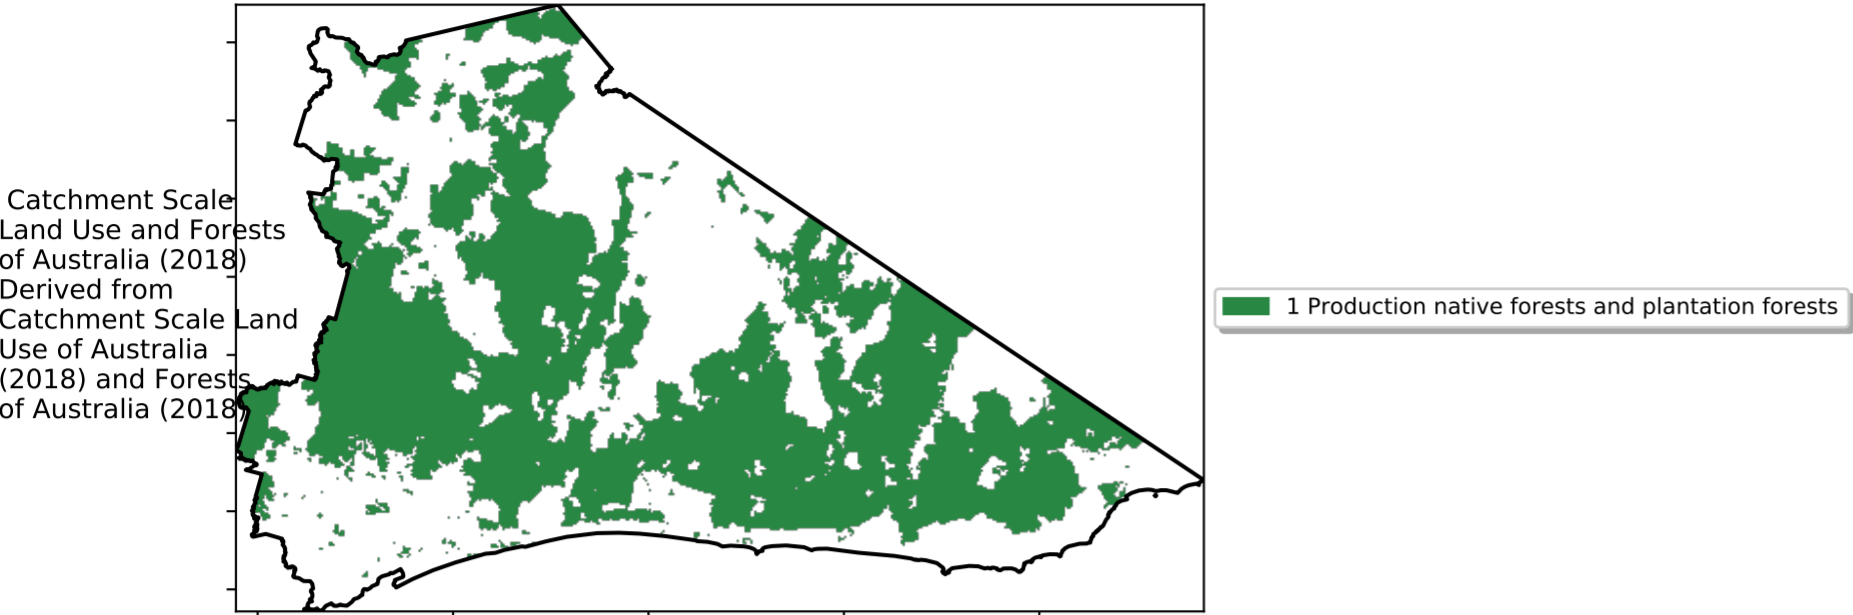 Catchment Scale
Land Use and Forests
of Australia (2018)
Derived from
Catchment Scale Land
Use of Australia
(2018) and Forests
of Australia (2018)
1 Production native forests and plantation forests